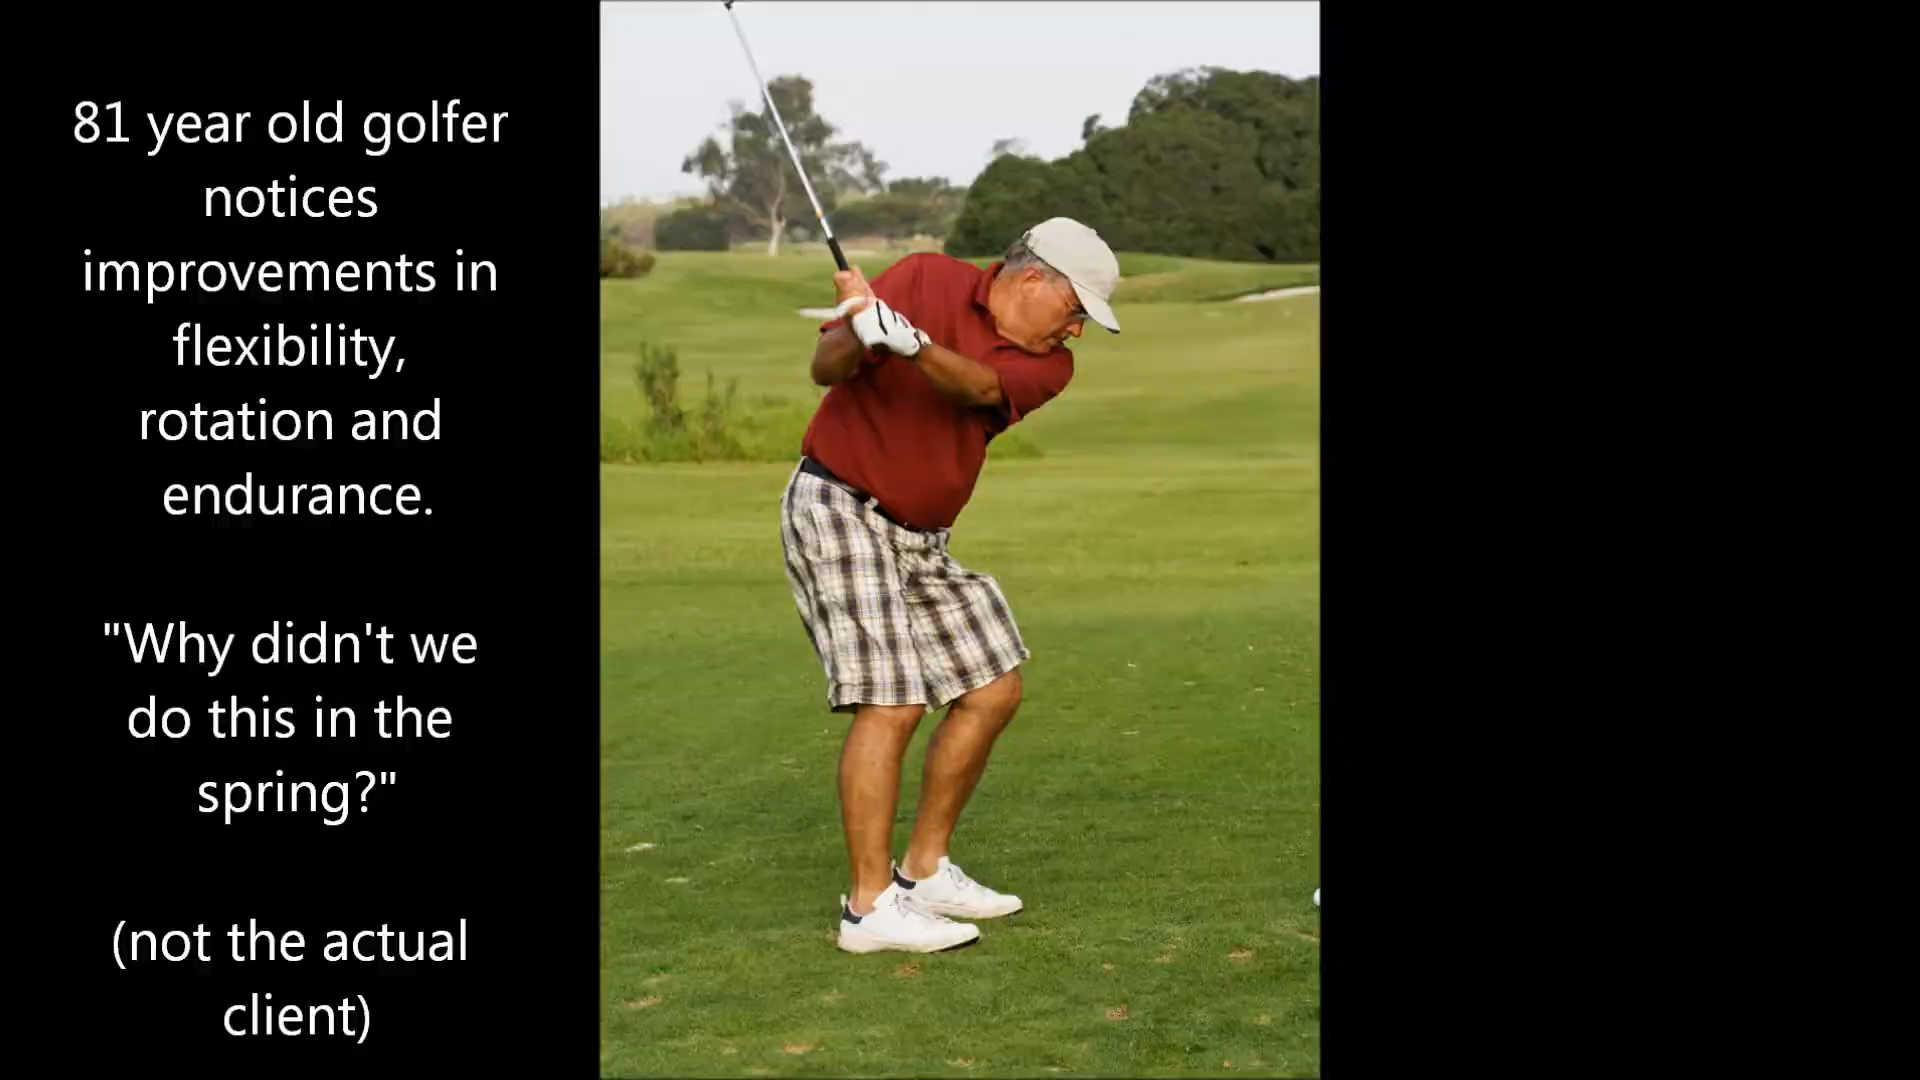 81 year old golfer
notices
improvements in
flexibility,
rotation and
endurance.
"Why didn't we
do this in the
spring?"
(not the actual
client)